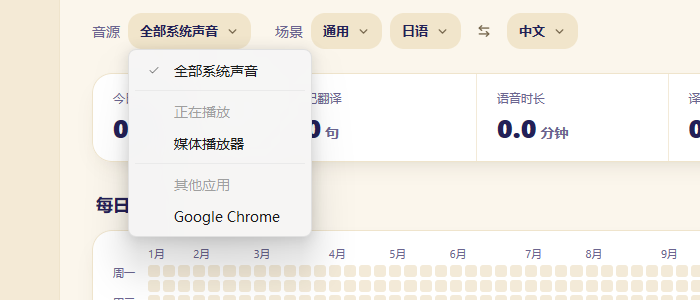 音源 全部系统声音 场景 通用 日语 中文
全部系统声音
正在播放
媒体播放器
其他应用
Google Chrome
翻译 语音时长
0 句 0.0 分钟
每日
1月 2月 3月 4月 5月 6月 7月 8月 9月
周一